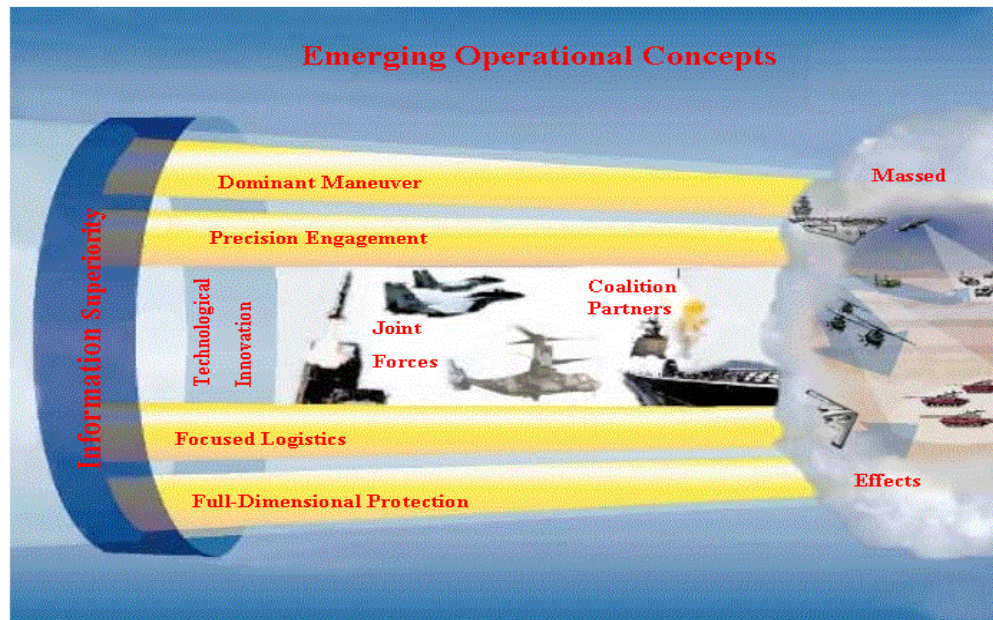 Emerging Operational Concepts
Massed
Dominant Maneuver
Precision Engagement
Information Superiority
Technological
Innovation
Coalition
Partners
Joint
Forces
Focused Logistics
Full-Dimensional Protection
Effects